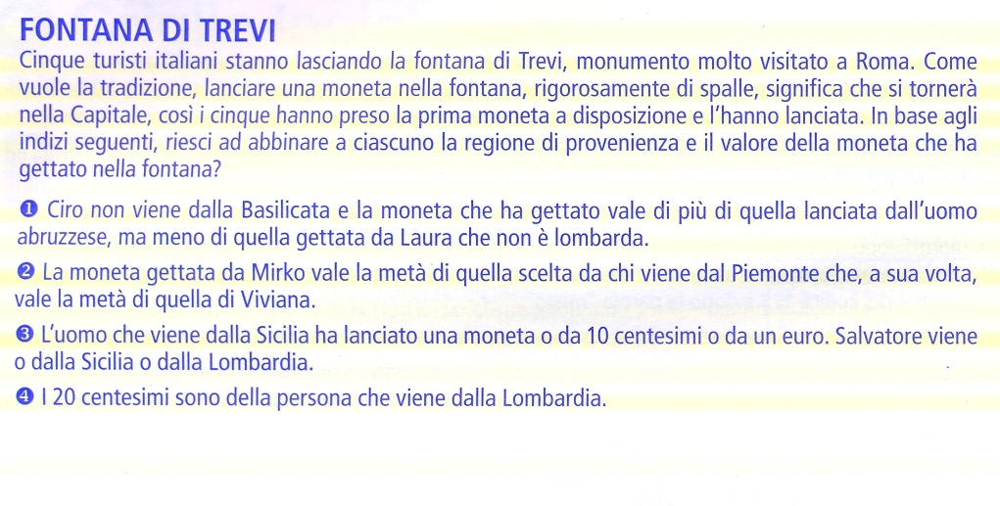 FONTANA DI TREVI
Cinque turisti italiani stanno lasciando la fontana di Trevi, monumento molto visitato a Roma. Come
vuole la tradizione, lanciare una moneta nella fontana, rigorosamente di spalle, significa che si tornerà
nella Capitale, così i cinque hanno preso la prima moneta a disposizione e l'hanno lanciata. In base agli
indizi seguenti, riesci ad abbinare a ciascuno la regione di provenienza e il valore della moneta che ha
gettato nella fontana?
❶ Ciro non viene dalla Basilicata e la moneta che ha gettato vale di più di quella lanciata dall'uomo
abruzzese, ma meno di quella gettata da Laura che non è lombarda.
❷ La moneta gettata da Mirko vale la metà di quella scelta da chi viene dal Piemonte che, a sua volta,
vale la metà di quella di Viviana.
❸ L'uomo che viene dalla Sicilia ha lanciato una moneta o da 10 centesimi o da un euro. Salvatore viene
o dalla Sicilia o dalla Lombardia.
❹ I 20 centesimi sono della persona che viene dalla Lombardia.